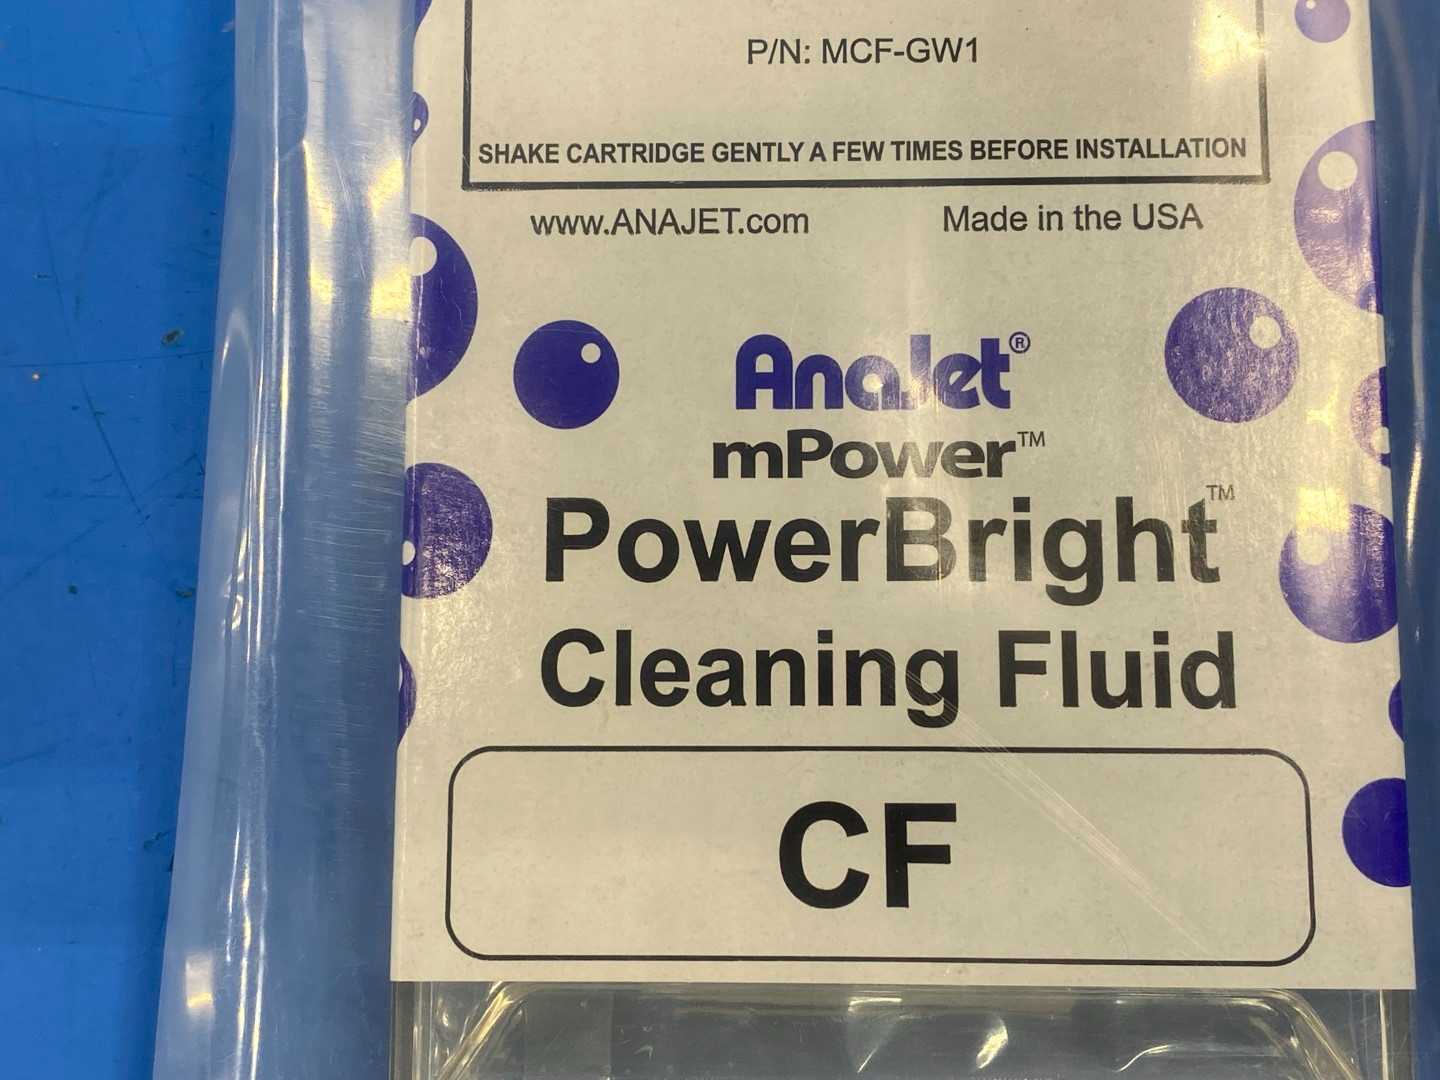 P/N: MCF-GW1
SHAKE CARTRIDGE GENTLY A FEW TIMES BEFORE INSTALLATION
www.ANAJET.com Made in the USA
AnaJet®
mPower™
PowerBright™
Cleaning Fluid
CF